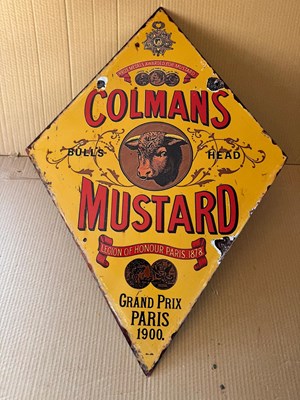 COLMANS
BULLS HEAD
MUSTARD
LEGION OF HONOUR PARIS 1878
GRAND PRIX
PARIS
1900.